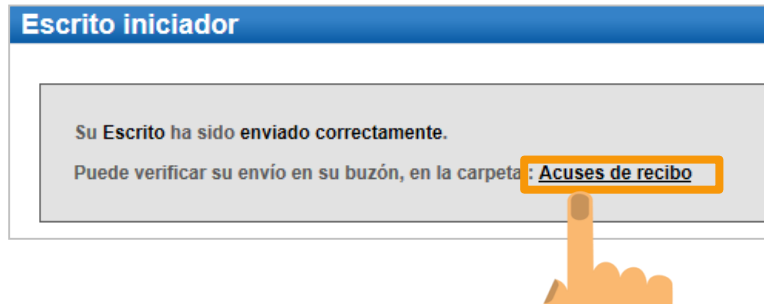 Escrito iniciador
Su Escrito ha sido enviado correctamente.
Puede verificar su envío en su buzón, en la carpeta : Acuses de recibo